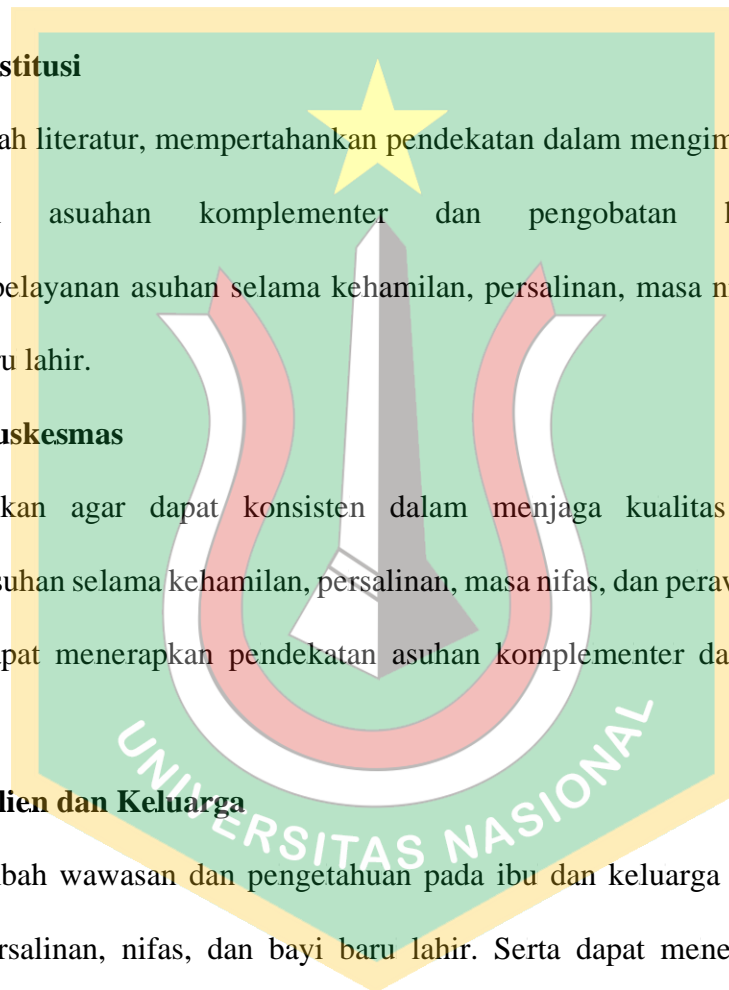 stitusi
ah literatur, mempertahankan pendekatan dalam mengim
asuahan komplementer dan pengobatan
pelayanan asuhan selama kehamilan, persalinan, masa n
ru lahir.
uskesmas
kan agar dapat konsisten dalam menjaga kualitas
suhan selama kehamilan, persalinan, masa nifas, dan peraw
pat menerapkan pendekatan asuhan komplementer da
lien dan Keluarga
bah wawasan dan pengetahuan pada ibu dan keluarga
rsalinan, nifas, dan bayi baru lahir. Serta dapat mene
UNIVERSITAS NASIONAL